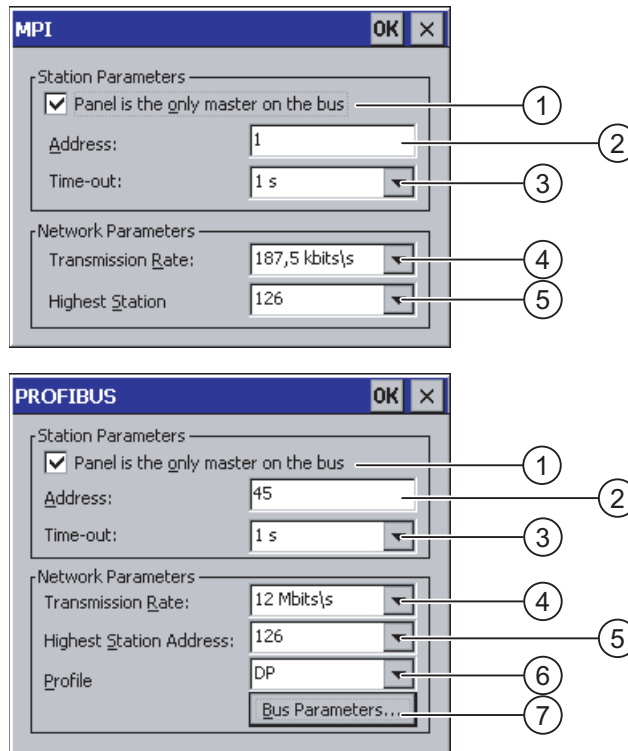 MPI OK ×
Station Parameters
Panel is the only master on the bus 1
Address: 1 2
Time-out: 1 s 3
Network Parameters
Transmission Rate: 187,5 kbits\s 4
Highest Station 126 5
PROFIBUS OK ×
Station Parameters
Panel is the only master on the bus 1
Address: 45 2
Time-out: 1 s 3
Network Parameters
Transmission Rate: 12 Mbits\s 4
Highest Station Address: 126 5
Profile DP 6
Bus Parameters... 7